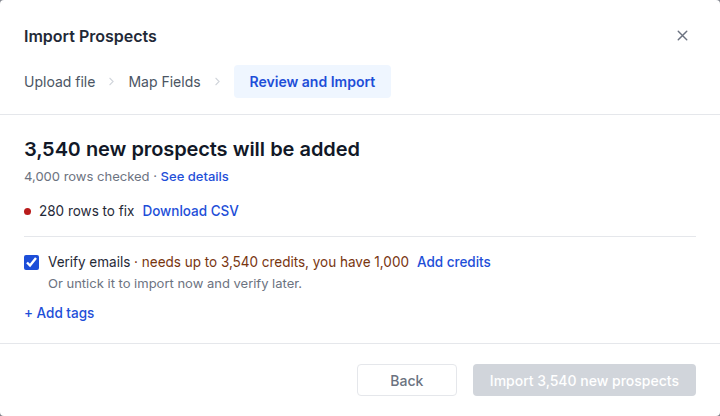 Import Prospects
Upload file
Map Fields
Review and Import
3,540 new prospects will be added
4,000 rows checked · See details
280 rows to fix Download CSV
Verify emails · needs up to 3,540 credits, you have 1,000 Add credits
Or untick it to import now and verify later.
+ Add tags
Back
Import 3,540 new prospects